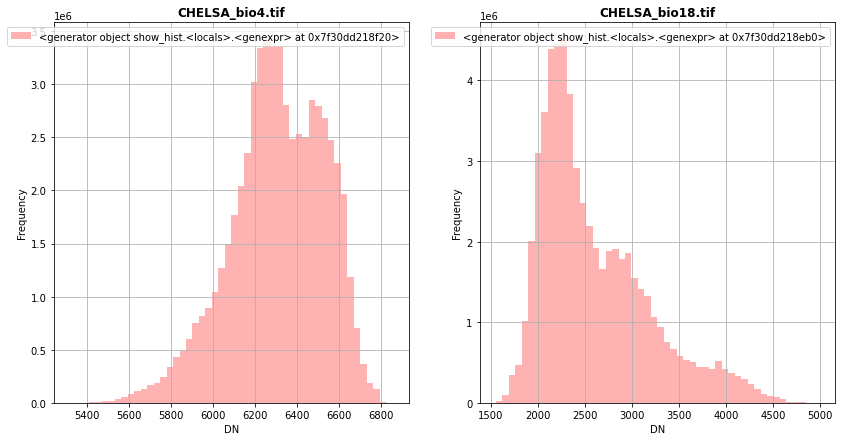 CHELSA_bio4.tif
1e6
<generator object show_hist.<locals>.<genexpr> at 0x7f30dd218f20>
3.5
3.0
2.5
2.0
1.5
1.0
0.5
0.0
Frequency
5400 5600 5800 6000 6200 6400 6600 6800
DN
CHELSA_bio18.tif
1e6
<generator object show_hist.<locals>.<genexpr> at 0x7f30dd218eb0>
4
3
2
1
0
Frequency
1500 2000 2500 3000 3500 4000 4500 5000
DN